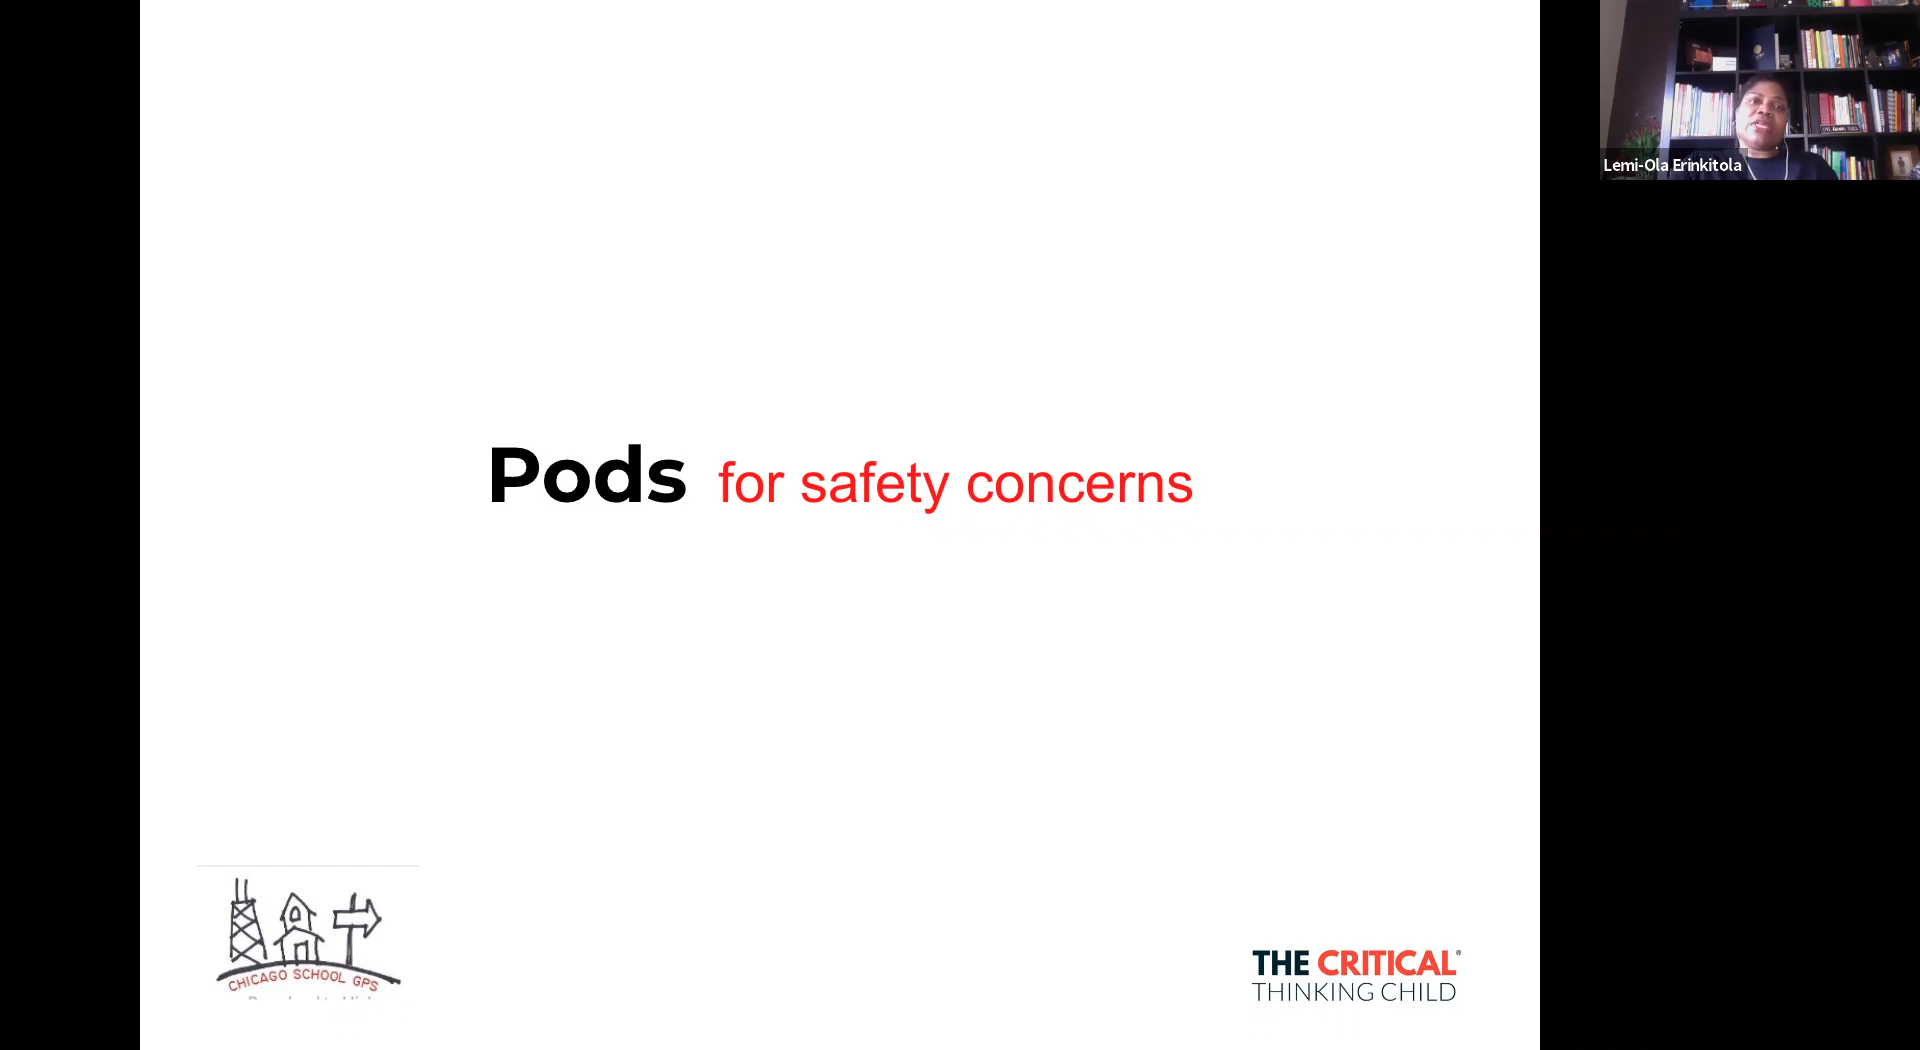 Pods for safety concerns
Lemi-Ola Erinkitola
CHICAGO SCHOOL GPS
THE CRITICAL®
THINKING CHILD